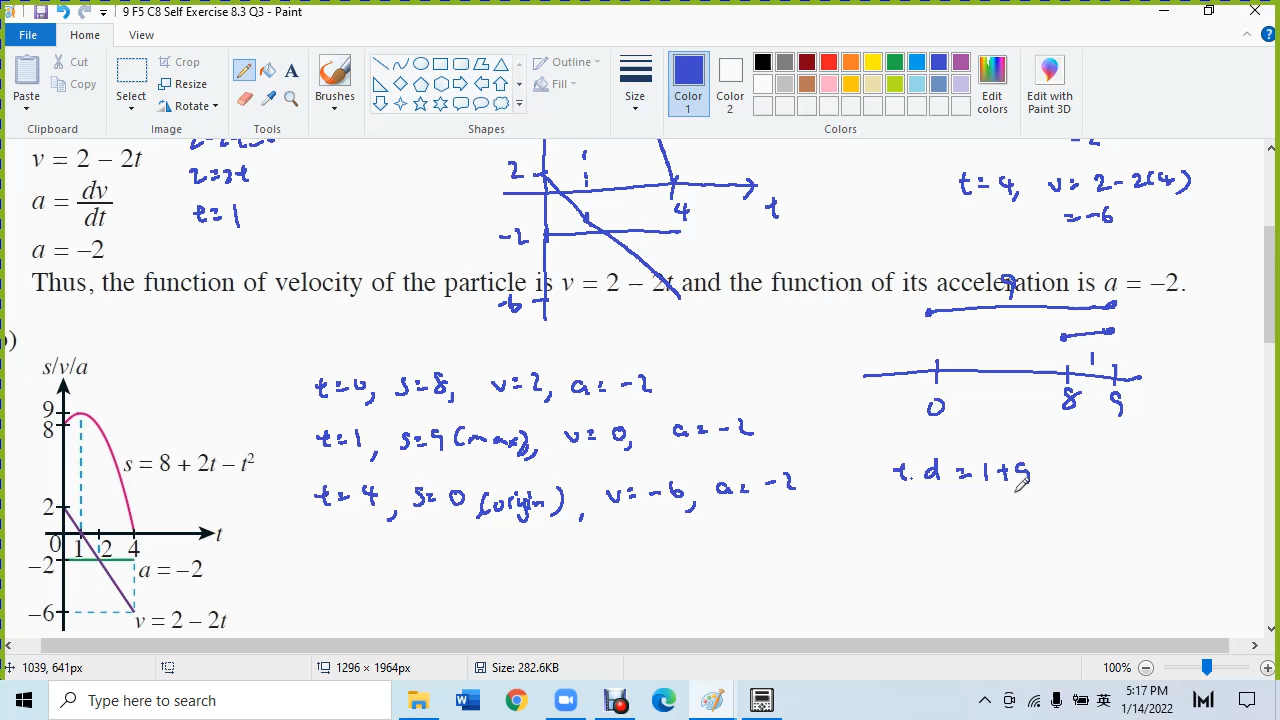 9 F5 C8 Self Exercise 8.3 Q3 - Paint
File Home View
Paste
Cut
Copy
Clipboard
Select
Crop
Resize
Rotate
Image
A
Tools
Brushes
Shapes
Outline
Fill
Size
Color 1
Color 2
Edit colors
Colors
Edit with Paint 3D
v = 2 − 2t
2=2t
a = dv/dt
t=1
a = −2
2
1
4
t
-2
-6
-2
t=4, v=2-2(4)
=-6
Thus, the function of velocity of the particle is v = 2 − 2t and the function of its acceleration is a = −2.
9
1
0 8 9
)
s/v/a
9
8
s = 8 + 2t − t²
2
0 1 2 4 t
−2
a = −2
−6
v = 2 − 2t
t=0, s=8, v=2, a=-2
t=1, s=9 (max), v=0, a=-2
t=4, s=0 (origin), v=-6, a=-2
t.d = 1+9
1039, 641px
1296 × 1964px
Size: 282.6KB
100%
Type here to search
英
5:17 PM
1/14/2022